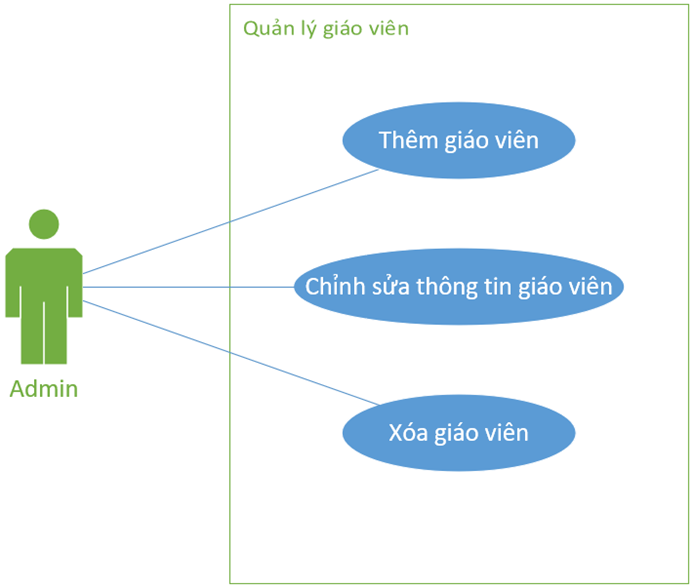 Quản lý giáo viên
Thêm giáo viên
Chỉnh sửa thông tin giáo viên
Admin
Xóa giáo viên